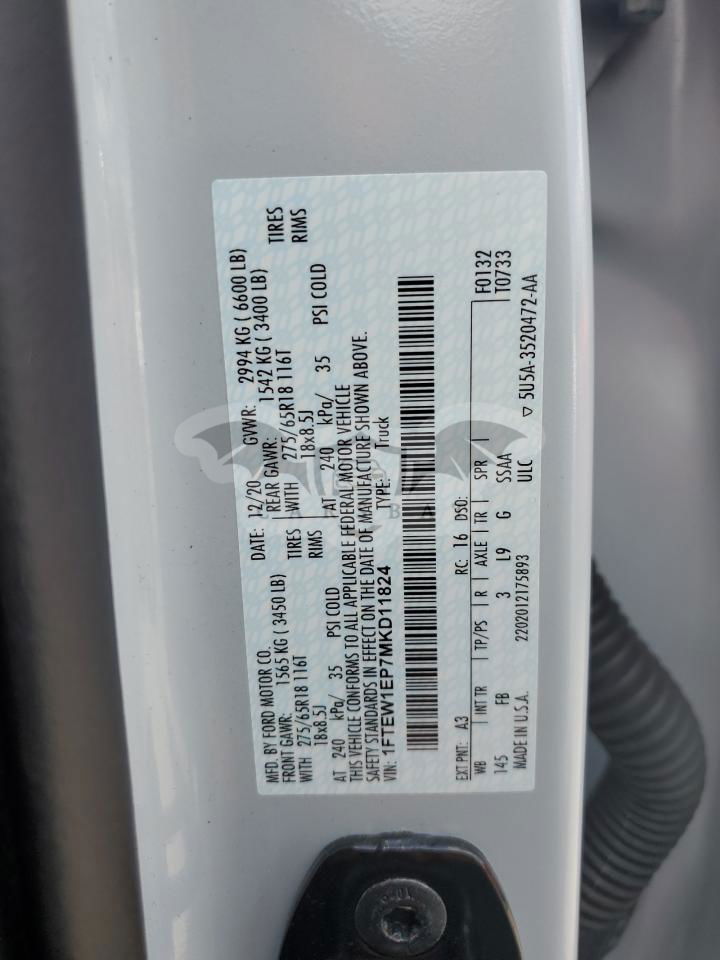 MFD. BY FORD MOTOR CO. DATE: 12/20 GVWR: 2994 KG ( 6600 LB)
FRONT GAWR: 1565 KG ( 3450 LB) REAR GAWR: 1542 KG ( 3400 LB)
WITH 275/65R18 116T TIRES WITH 275/65R18 116T TIRES
18x8.5J RIMS 18x8.5J RIMS
AT 240 kPa/ 35 PSI COLD AT 240 kPa/ 35 PSI COLD
THIS VEHICLE CONFORMS TO ALL APPLICABLE FEDERAL MOTOR VEHICLE
SAFETY STANDARDS IN EFFECT ON THE DATE OF MANUFACTURE SHOWN ABOVE.
VIN: 1FTEW1EP7MKD11824 TYPE: Truck
EXT PNT: A3 RC: 16 DSO: F0132
WB INT TR TP/PS R AXLE TR SPR T0733
145 FB 3 L9 G SSAA
MADE IN U.S.A. 2202012175893 ULC ▽ 5U5A-3520472-AA